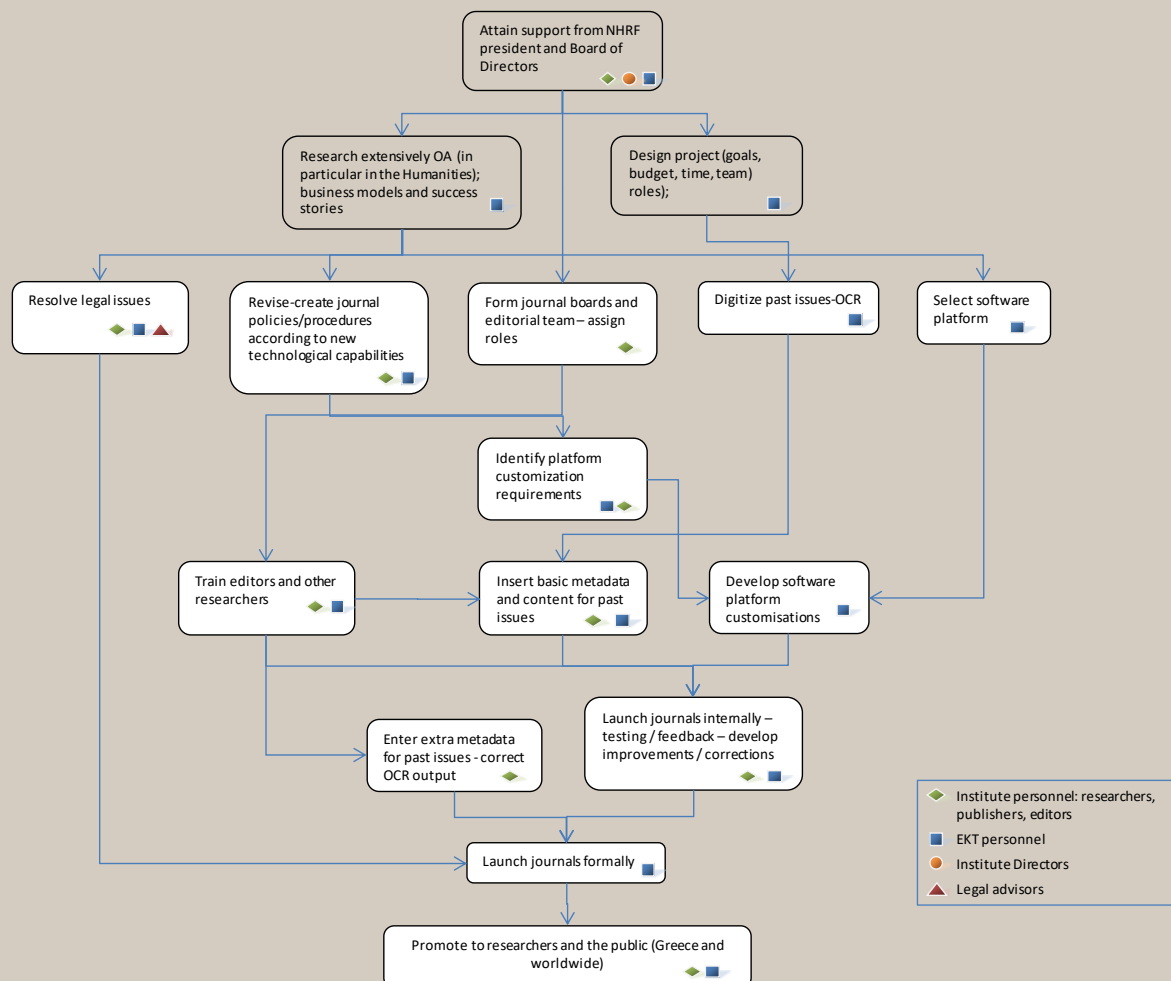 Attain support from NHRF
president and Board of
Directors
Research extensively OA (in
particular in the Humanities);
business models and success
stories
Design project (goals,
budget, time, team)
roles);
Resolve legal issues
Revise-create journal
policies/procedures
according to new
technological capabilities
Form journal boards and
editorial team – assign
roles
Digitize past issues-OCR
Select software
platform
Identify platform
customization
requirements
Train editors and other
researchers
Insert basic metadata
and content for past
issues
Develop software
platform
customisations
Enter extra metadata
for past issues - correct
OCR output
Launch journals internally –
testing / feedback – develop
improvements / corrections
Launch journals formally
Promote to researchers and the public (Greece and
worldwide)
Institute personnel: researchers,
publishers, editors
EKT personnel
Institute Directors
Legal advisors